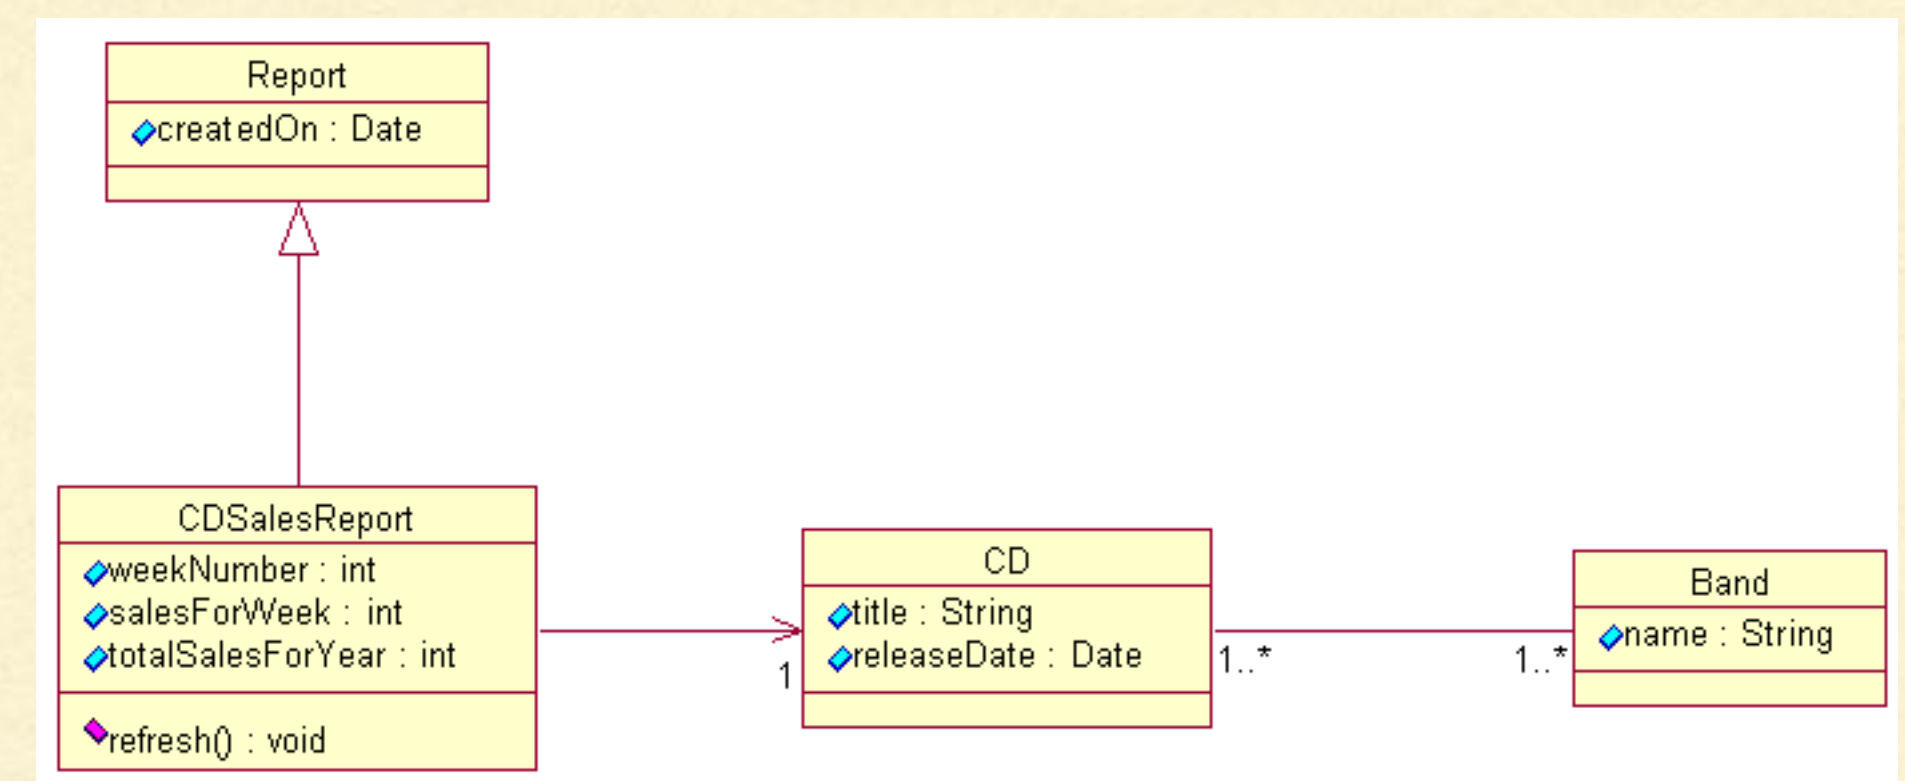 Report
createdOn : Date
CDSalesReport
weekNumber : int
salesForWeek : int
totalSalesForYear : int
refresh() : void
1
CD
title : String
releaseDate : Date
1..*
1..*
Band
name : String